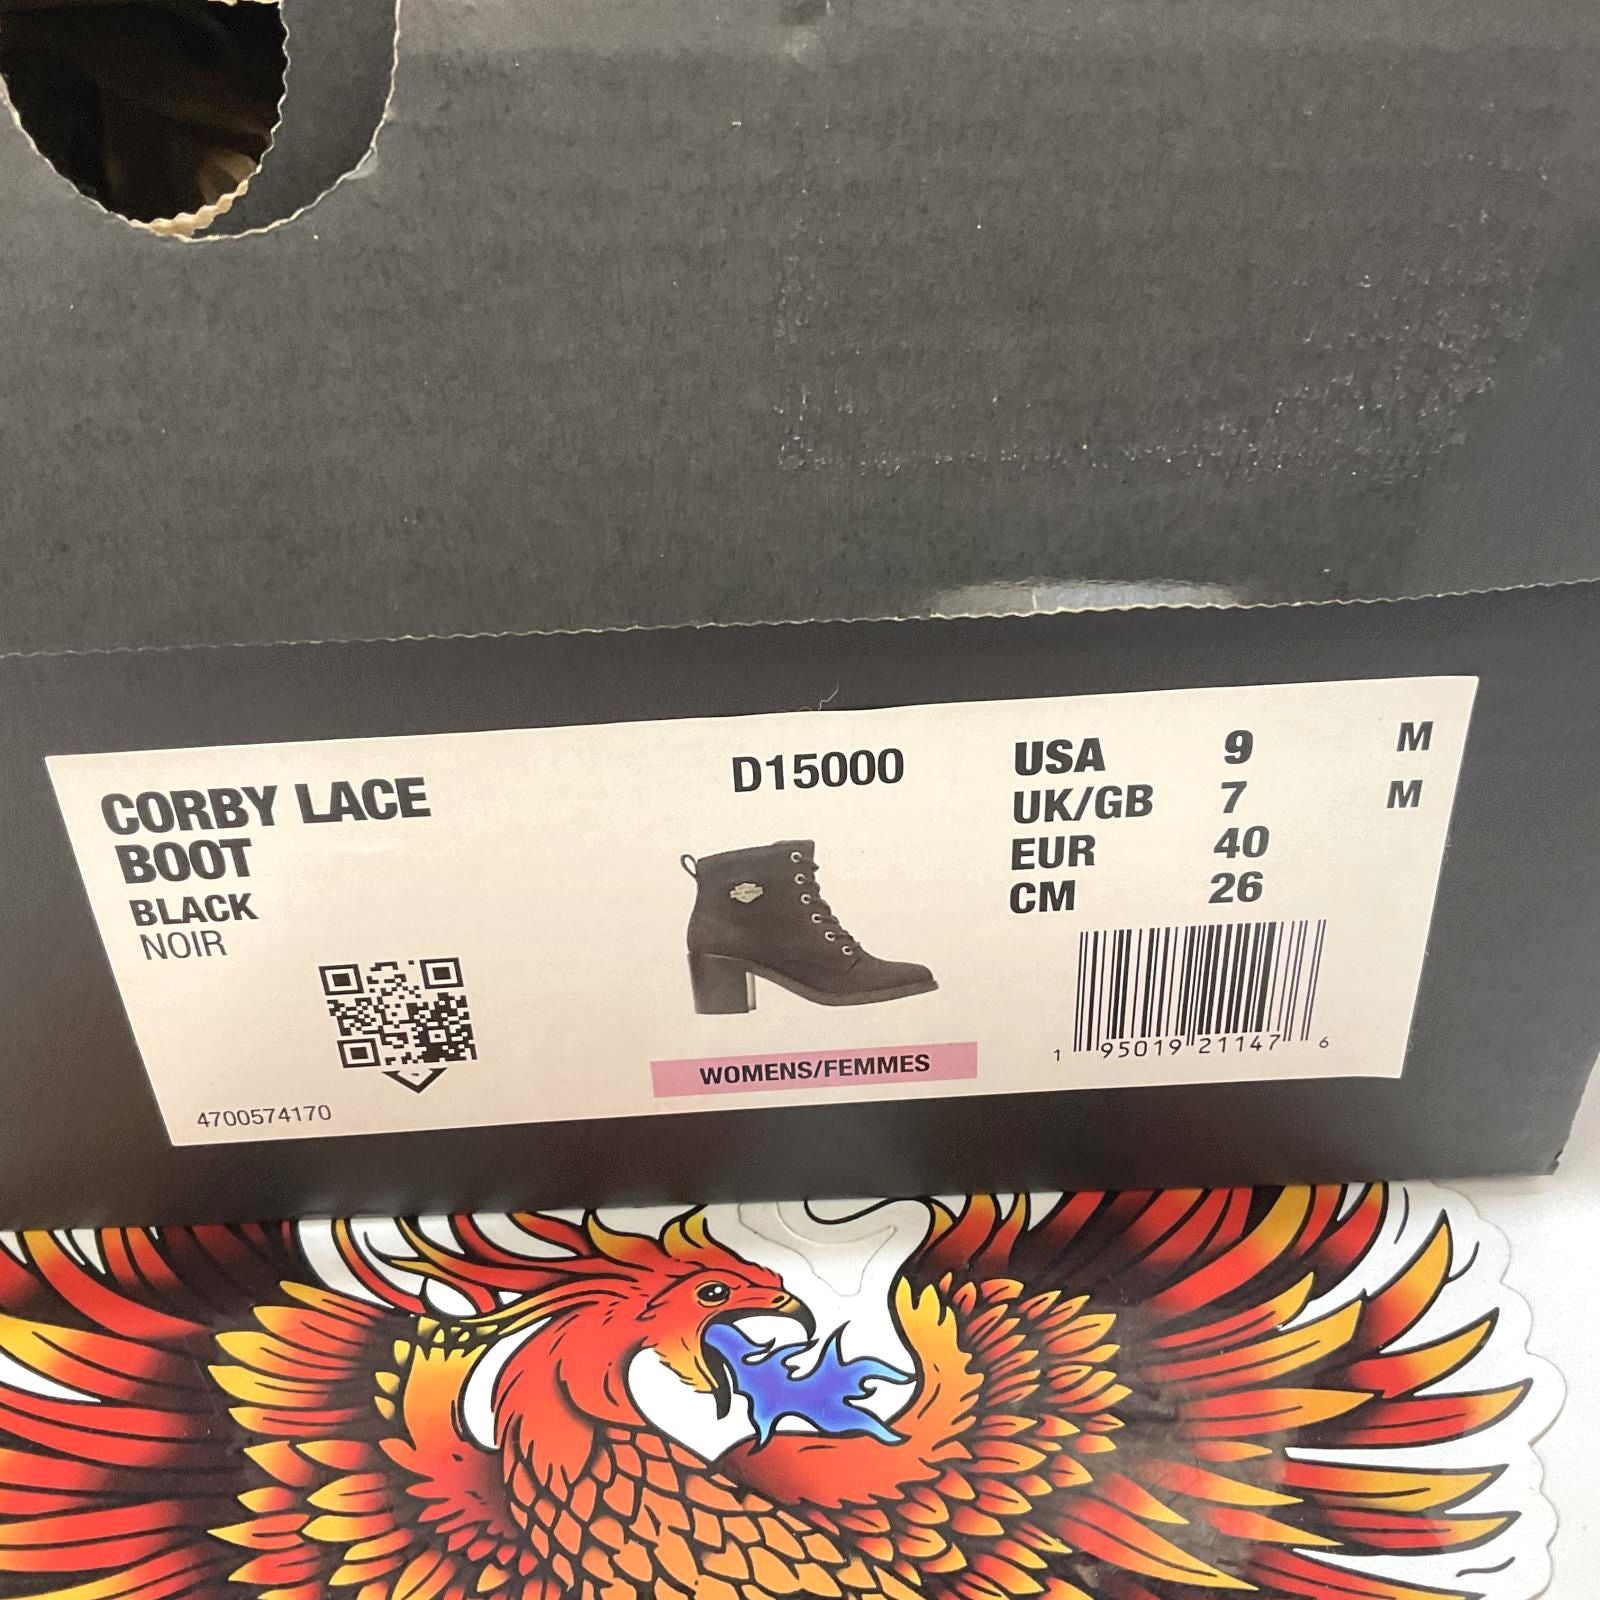 CORBY LACE
BOOT
BLACK
NOIR
4700574170
D15000
WOMENS/FEMMES
USA 9 M
UK/GB 7 M
EUR 40
CM 26
1 95019 21147 6